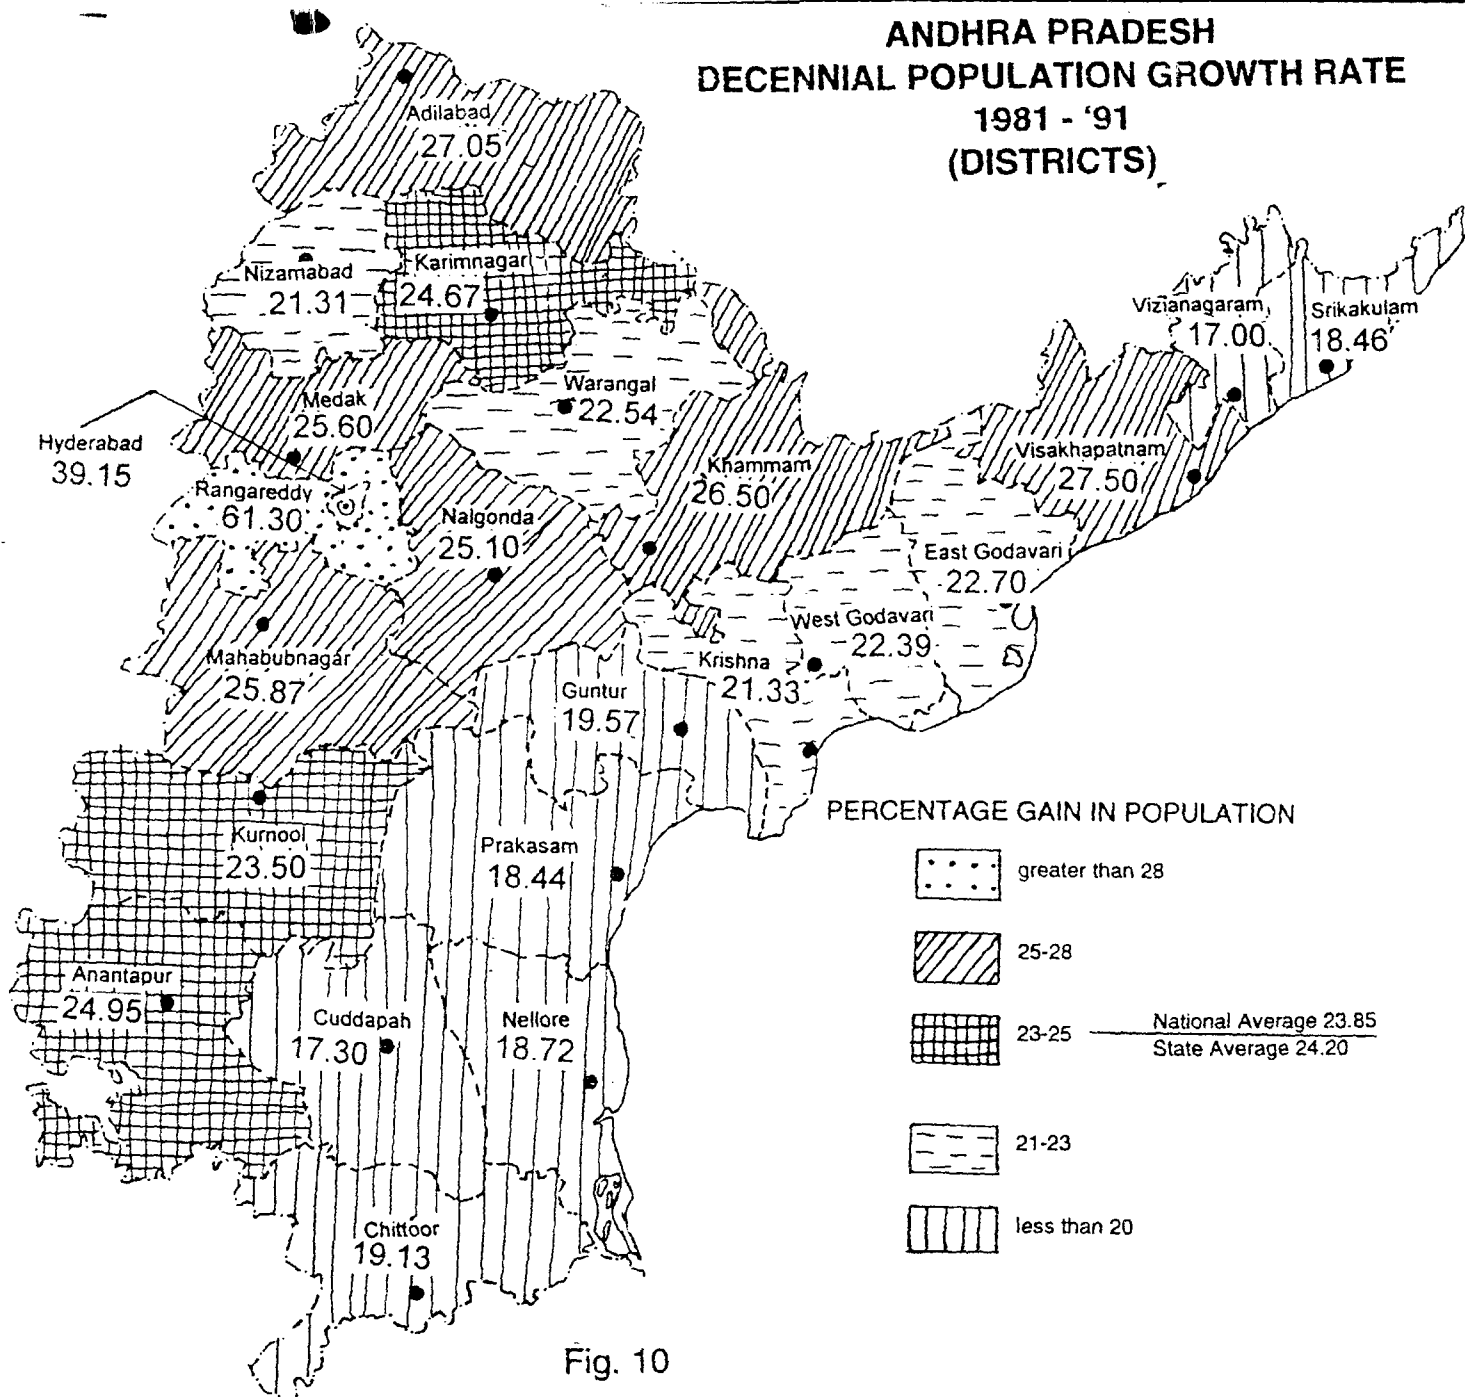 ANDHRA PRADESH
DECENNIAL POPULATION GROWTH RATE
1981 - ‘91
(DISTRICTS)
Adilabad
27.05
Nizamabad
21.31
Karimnagar
24.67
Vizianagaram
17.00
Srikakulam
18.46
Medak
25.60
Warangal
22.54
Hyderabad
39.15
Rangareddy
61.30
Nalgonda
25.10
Khammam
26.50
Visakhapatnam
27.50
East Godavari
22.70
West Godavari
22.39
Mahabubnagar
25.87
Krishna
21.33
Guntur
19.57
Kurnool
23.50
Prakasam
18.44
Anantapur
24.95
Cuddapah
17.30
Nellore
18.72
Chittoor
19.13
PERCENTAGE GAIN IN POPULATION
greater than 28
25-28
23-25
National Average 23.85
State Average 24.20
21-23
less than 20
Fig. 10